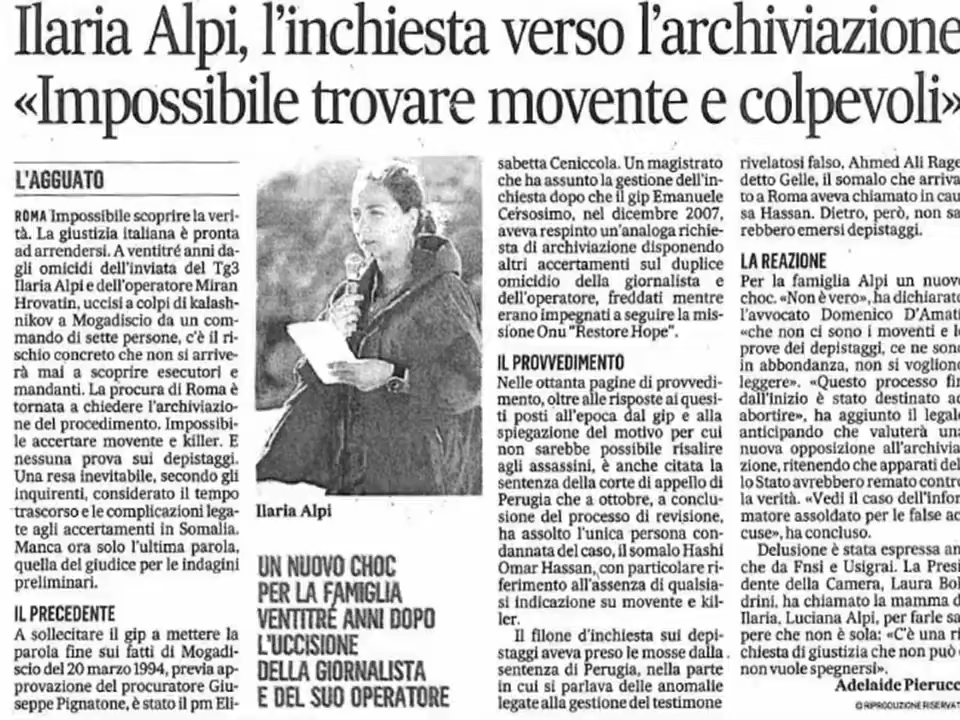 Ilaria Alpi, l'inchiesta verso l'archiviazione
«Impossibile trovare movente e colpevoli»
L'AGGUATO
ROMA Impossibile scoprire la veri-
tà. La giustizia italiana è pronta
ad arrendersi. A ventitré anni da-
gli omicidi dell'inviata del Tg3
Ilaria Alpi e dell'operatore Miran
Hrovatin, uccisi a colpi di kalash-
nikov a Mogadiscio da un com-
mando di sette persone, c'è il ri-
schio concreto che non si arrive-
rà mai a scoprire esecutori e
mandanti. La procura di Roma è
tornata a chiedere l'archiviazio-
ne del procedimento. Impossibi-
le accertare movente e killer. E
nessuna prova sui depistaggi.
Una resa inevitabile, secondo gli
inquirenti, considerato il tempo
trascorso e le complicazioni lega-
te agli accertamenti in Somalia.
Manca ora solo l'ultima parola,
quella del giudice per le indagini
preliminari.
IL PRECEDENTE
A sollecitare il gip a mettere la
parola fine sui fatti di Mogadi-
scio del 20 marzo 1994, previa ap-
provazione del procuratore Giu-
seppe Pignatone, è stato il pm Eli-
Ilaria Alpi
UN NUOVO CHOC
PER LA FAMIGLIA
VENTITRÉ ANNI DOPO
L'UCCISIONE
DELLA GIORNALISTA
E DEL SUO OPERATORE
sabetta Ceniccola. Un magistrato
che ha assunto la gestione dell'in-
chiesta dopo che il gip Emanuele
Cersosimo, nel dicembre 2007,
aveva respinto un'analoga richie-
sta di archiviazione disponendo
altri accertamenti sul duplice
omicidio della giornalista e
dell'operatore, freddati mentre
erano impegnati a seguire la mis-
sione Onu "Restore Hope".
IL PROVVEDIMENTO
Nelle ottanta pagine di provvedi-
mento, oltre alle risposte ai quesi-
ti posti all'epoca dal gip e alla
spiegazione del motivo per cui
non sarebbe possibile risalire
agli assassini, è anche citata la
sentenza della corte di appello di
Perugia che a ottobre, a conclu-
sione del processo di revisione,
ha assolto l'unica persona con-
dannata del caso, il somalo Hashi
Omar Hassan, con particolare ri-
ferimento all'assenza di qualsia-
si indicazione su movente e kil-
ler.
Il filone d'inchiesta sui depi-
staggi aveva preso le mosse dalla
sentenza di Perugia, nella parte
in cui si parlava delle anomalie
legate alla gestione del testimone
rivelatosi falso, Ahmed Ali Rage
detto Gelle, il somalo che arriva-
to a Roma aveva chiamato in cau-
sa Hassan. Dietro, però, non sa-
rebbero emersi depistaggi.
LA REAZIONE
Per la famiglia Alpi un nuovo
choc. «Non è vero», ha dichiarato
l'avvocato Domenico D'Amati
«che non ci sono i moventi e le
prove dei depistaggi, ce ne sono
in abbondanza, non si vogliono
leggere». «Questo processo fin
dall'inizio è stato destinato ad
abortire», ha aggiunto il legale
anticipando che valuterà una
nuova opposizione all'archivia-
zione, ritenendo che apparati del-
lo Stato avrebbero remato contro
la verità. «Vedi il caso dell'infor-
matore assoldato per le false ac-
cuse», ha concluso.
Delusione è stata espressa an-
che da Fnsi e Usigrai. La Presi-
dente della Camera, Laura Bol-
drini, ha chiamato la mamma di
Ilaria, Luciana Alpi, per farle sa-
pere che non è sola: «C'è una ri-
chiesta di giustizia che non può e
non vuole spegnersi».
Adelaide Pierucc
© RIPRODUZIONE RISERVAT